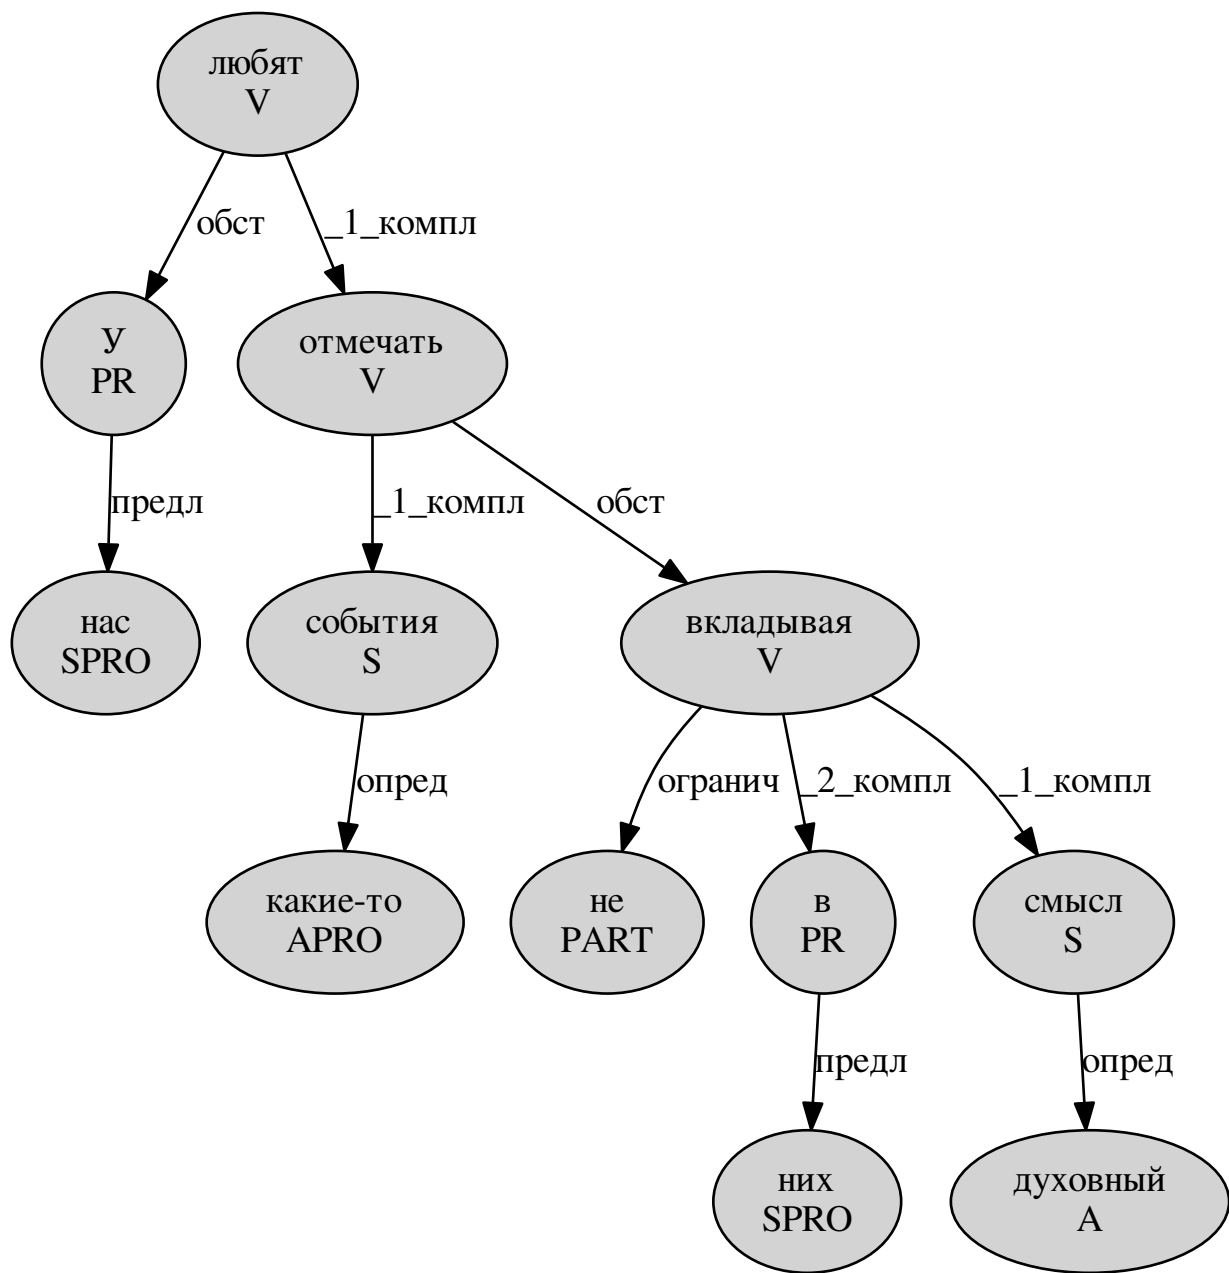 любят
V
обст
_1_компл
У
PR
отмечать
V
предл
_1_компл
обст
нас
SPRO
события
S
вкладывая
V
опред
огранич
_2_компл
_1_компл
какие-то
APRO
не
PART
в
PR
смысл
S
предл
опред
них
SPRO
духовный
A